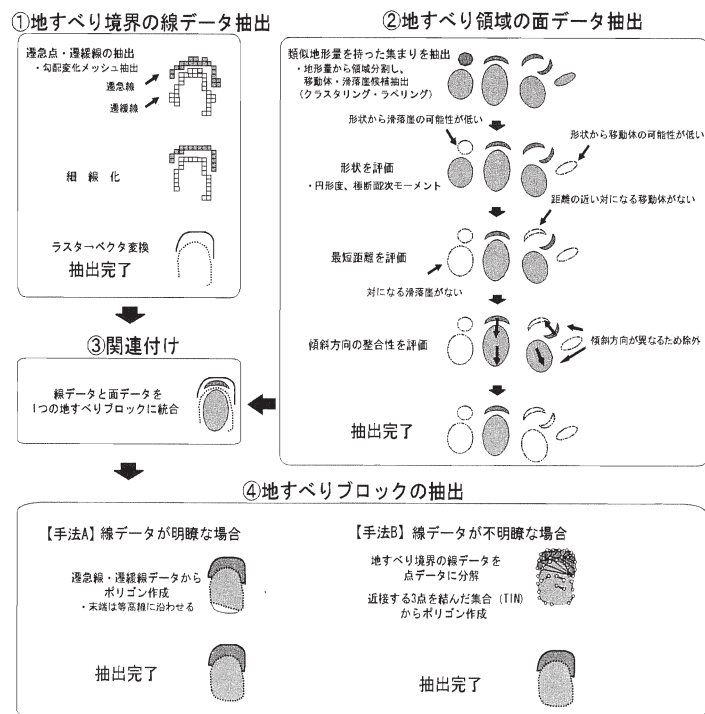 ①地すべり境界の線データ抽出
遷急点・遷緩線の抽出
・勾配変化メッシュ抽出
遷急線
遷緩線
細線化
ラスタ→ベクタ変換
抽出完了
②地すべり領域の面データ抽出
類似地形量を持った集まりを抽出
・地形量から領域分割し、
移動体・滑落崖候補抽出
(クラスタリング・ラベリング)
形状から滑落崖の可能性が低い
形状から移動体の可能性が低い
形状を評価
・円形度、極断面2次モーメント
距離の近い対になる移動体がない
最短距離を評価
対になる滑落崖がない
傾斜方向の整合性を評価
傾斜方向が異なるため除外
抽出完了
③関連付け
線データと面データを
1つの地すべりブロックに統合
④地すべりブロックの抽出
【手法A】線データが明瞭な場合
遷急線・遷緩線データから
ポリゴン作成
・末端は等高線に沿わせる
抽出完了
【手法B】線データが不明瞭な場合
地すべり境界の線データを
点データに分解
近接する3点を結んだ集合(TIN)
からポリゴン作成
抽出完了